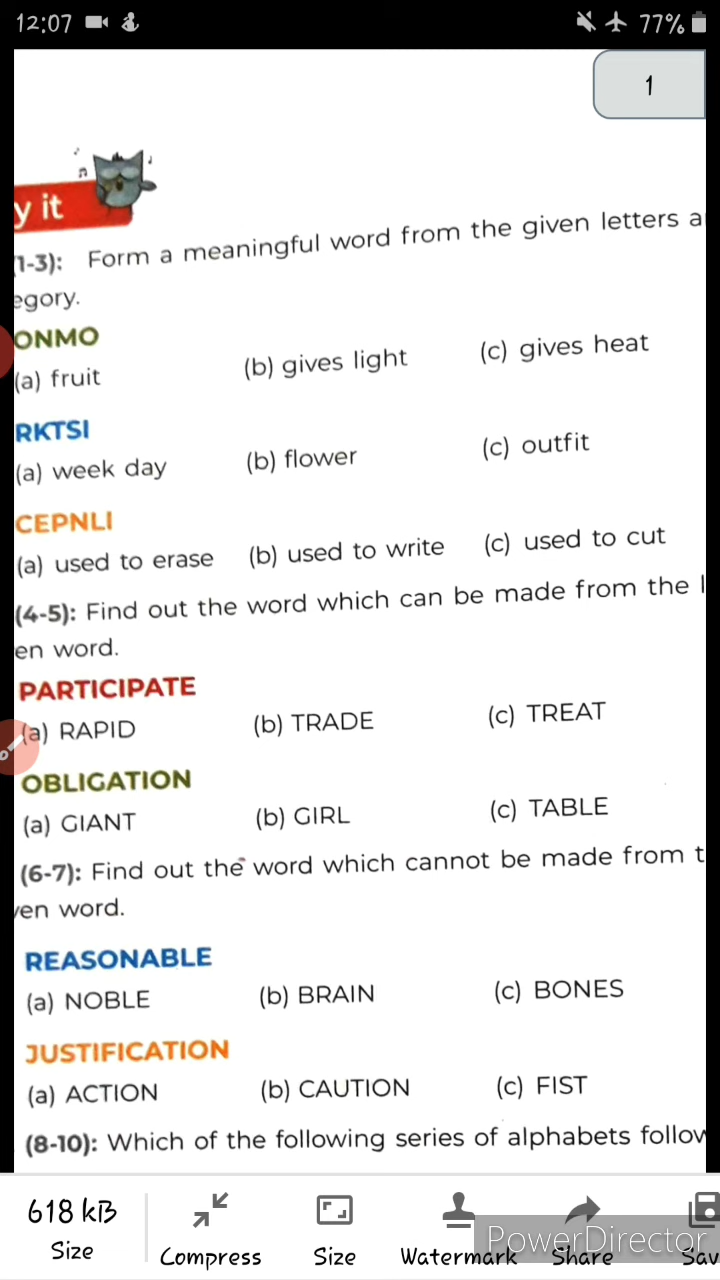 12:07 77%
1
y it
(1-3): Form a meaningful word from the given letters a
egory.
ONMO
(a) fruit (b) gives light (c) gives heat
RKTSI
(a) week day (b) flower (c) outfit
CEPNLI
(a) used to erase (b) used to write (c) used to cut
(4-5): Find out the word which can be made from the l
en word.
PARTICIPATE
(a) RAPID (b) TRADE (c) TREAT
OBLIGATION
(a) GIANT (b) GIRL (c) TABLE
(6-7): Find out the word which cannot be made from t
en word.
REASONABLE
(a) NOBLE (b) BRAIN (c) BONES
JUSTIFICATION
(a) ACTION (b) CAUTION (c) FIST
(8-10): Which of the following series of alphabets follow
618 kB
Size Compress Size Watermark Share Sav
PowerDirector